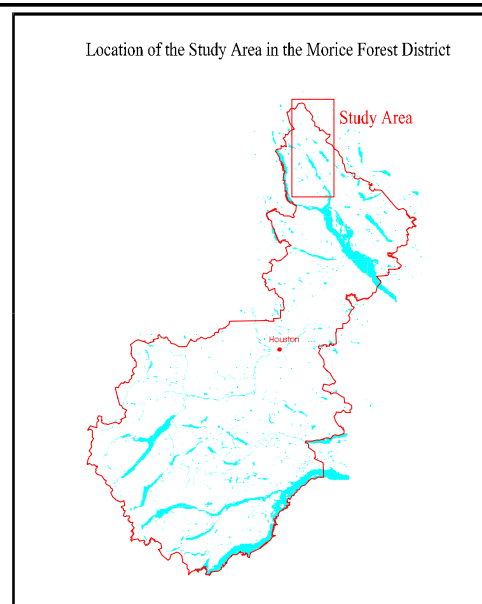 Location of the Study Area in the Morice Forest District
Study Area
Houston